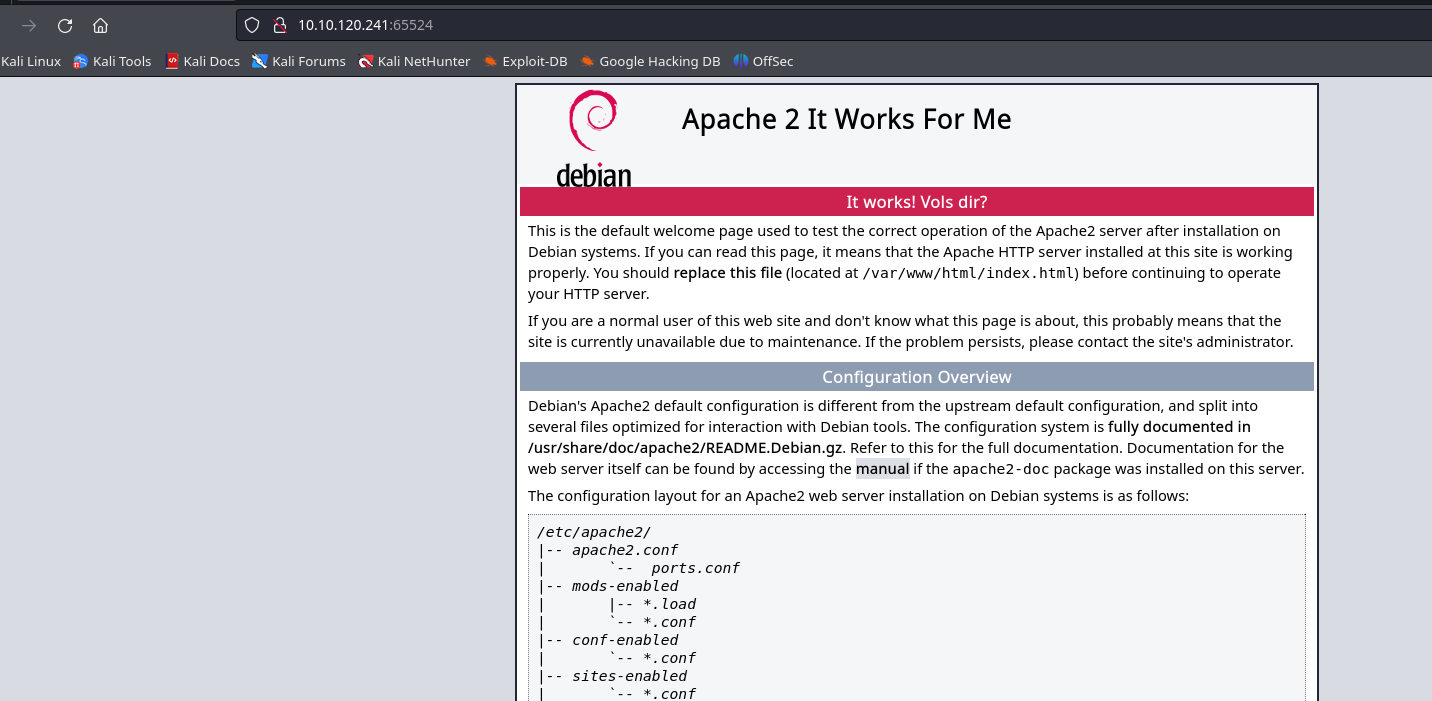 10.10.120.241:65524
Kali Linux Kali Tools Kali Docs Kali Forums Kali NetHunter Exploit-DB Google Hacking DB OffSec
debian
Apache 2 It Works For Me
It works! Vols dir?
This is the default welcome page used to test the correct operation of the Apache2 server after installation on
Debian systems. If you can read this page, it means that the Apache HTTP server installed at this site is working
properly. You should replace this file (located at /var/www/html/index.html) before continuing to operate
your HTTP server.
If you are a normal user of this web site and don't know what this page is about, this probably means that the
site is currently unavailable due to maintenance. If the problem persists, please contact the site's administrator.
Configuration Overview
Debian's Apache2 default configuration is different from the upstream default configuration, and split into
several files optimized for interaction with Debian tools. The configuration system is fully documented in
/usr/share/doc/apache2/README.Debian.gz. Refer to this for the full documentation. Documentation for the
web server itself can be found by accessing the manual if the apache2-doc package was installed on this server.
The configuration layout for an Apache2 web server installation on Debian systems is as follows:
/etc/apache2/
|-- apache2.conf
|       `--  ports.conf
|-- mods-enabled
|       |-- *.load
|       `-- *.conf
|-- conf-enabled
|       `-- *.conf
|-- sites-enabled
|       `-- *.conf